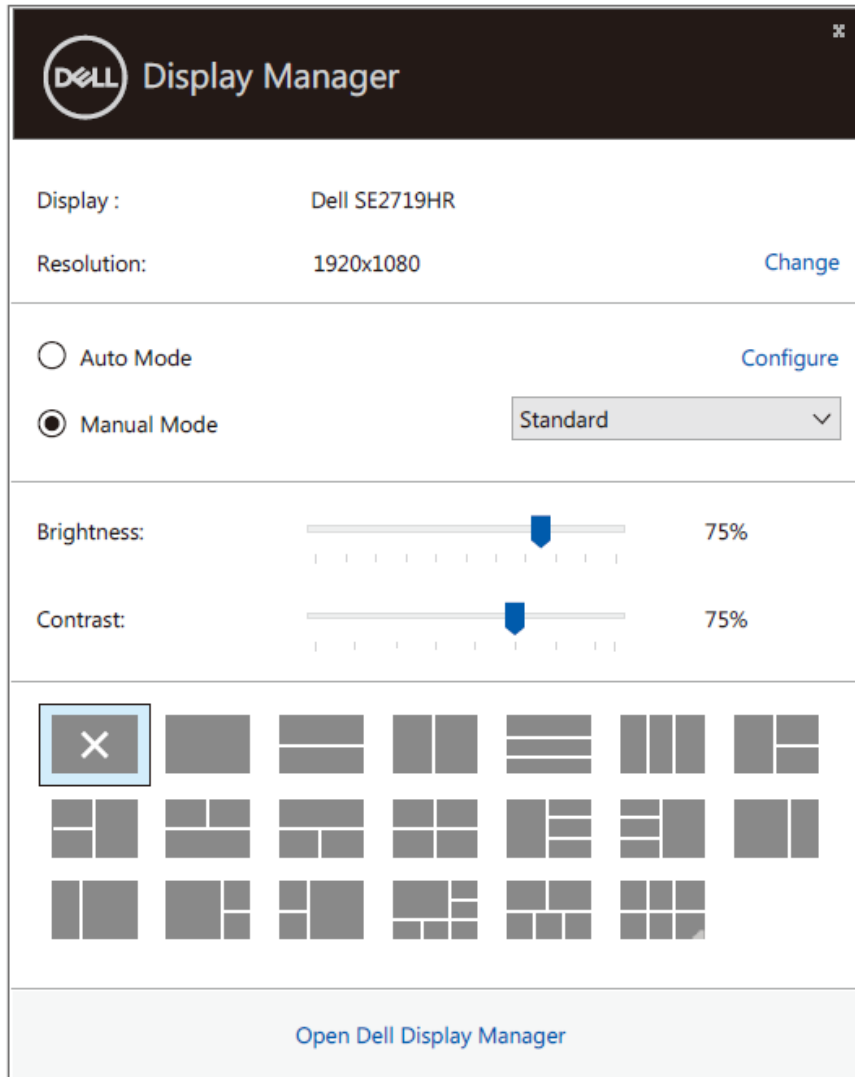 DELL Display Manager
Display : Dell SE2719HR
Resolution: 1920x1080 Change
Auto Mode Configure
Manual Mode Standard
Brightness: 75%
Contrast: 75%
Open Dell Display Manager